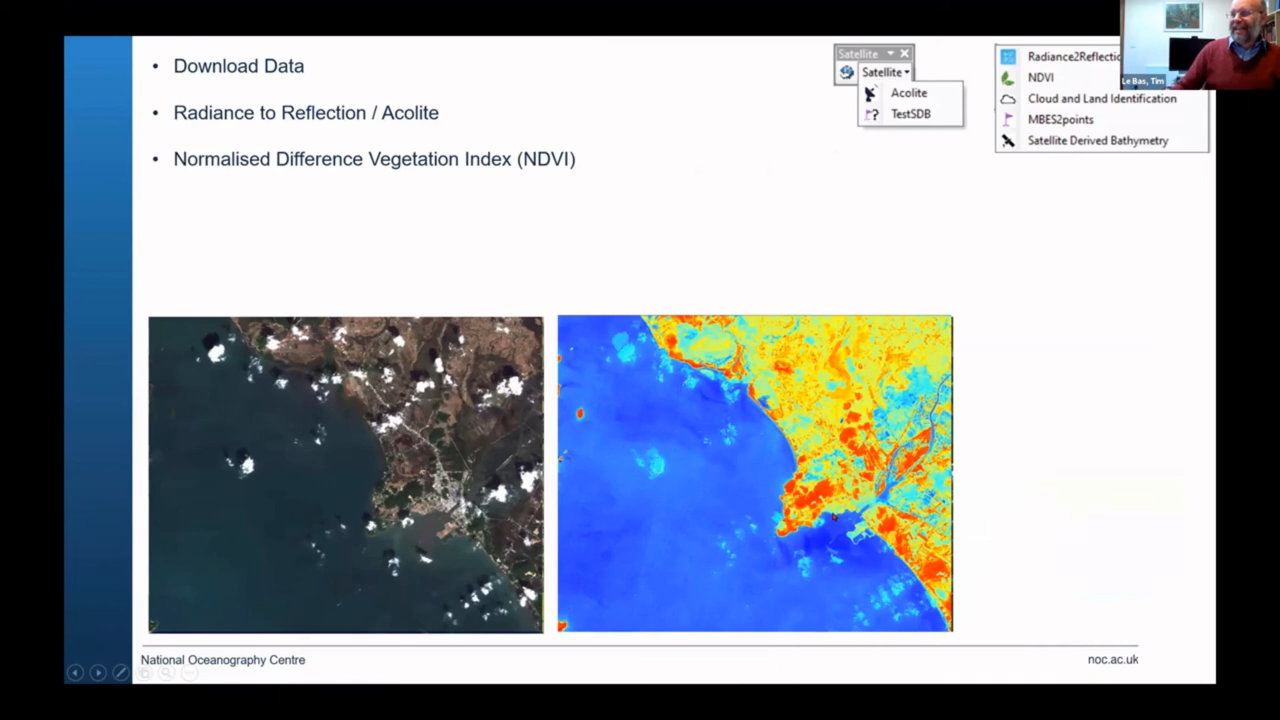 • Download Data
• Radiance to Reflection / Acolite
• Normalised Difference Vegetation Index (NDVI)
Satellite
Satellite
Acolite
TestSDB
Radiance2Reflectio
NDVI
Cloud and Land Identification
MBES2points
Satellite Derived Bathymetry
Le Bas, Tim
National Oceanography Centre
noc.ac.uk